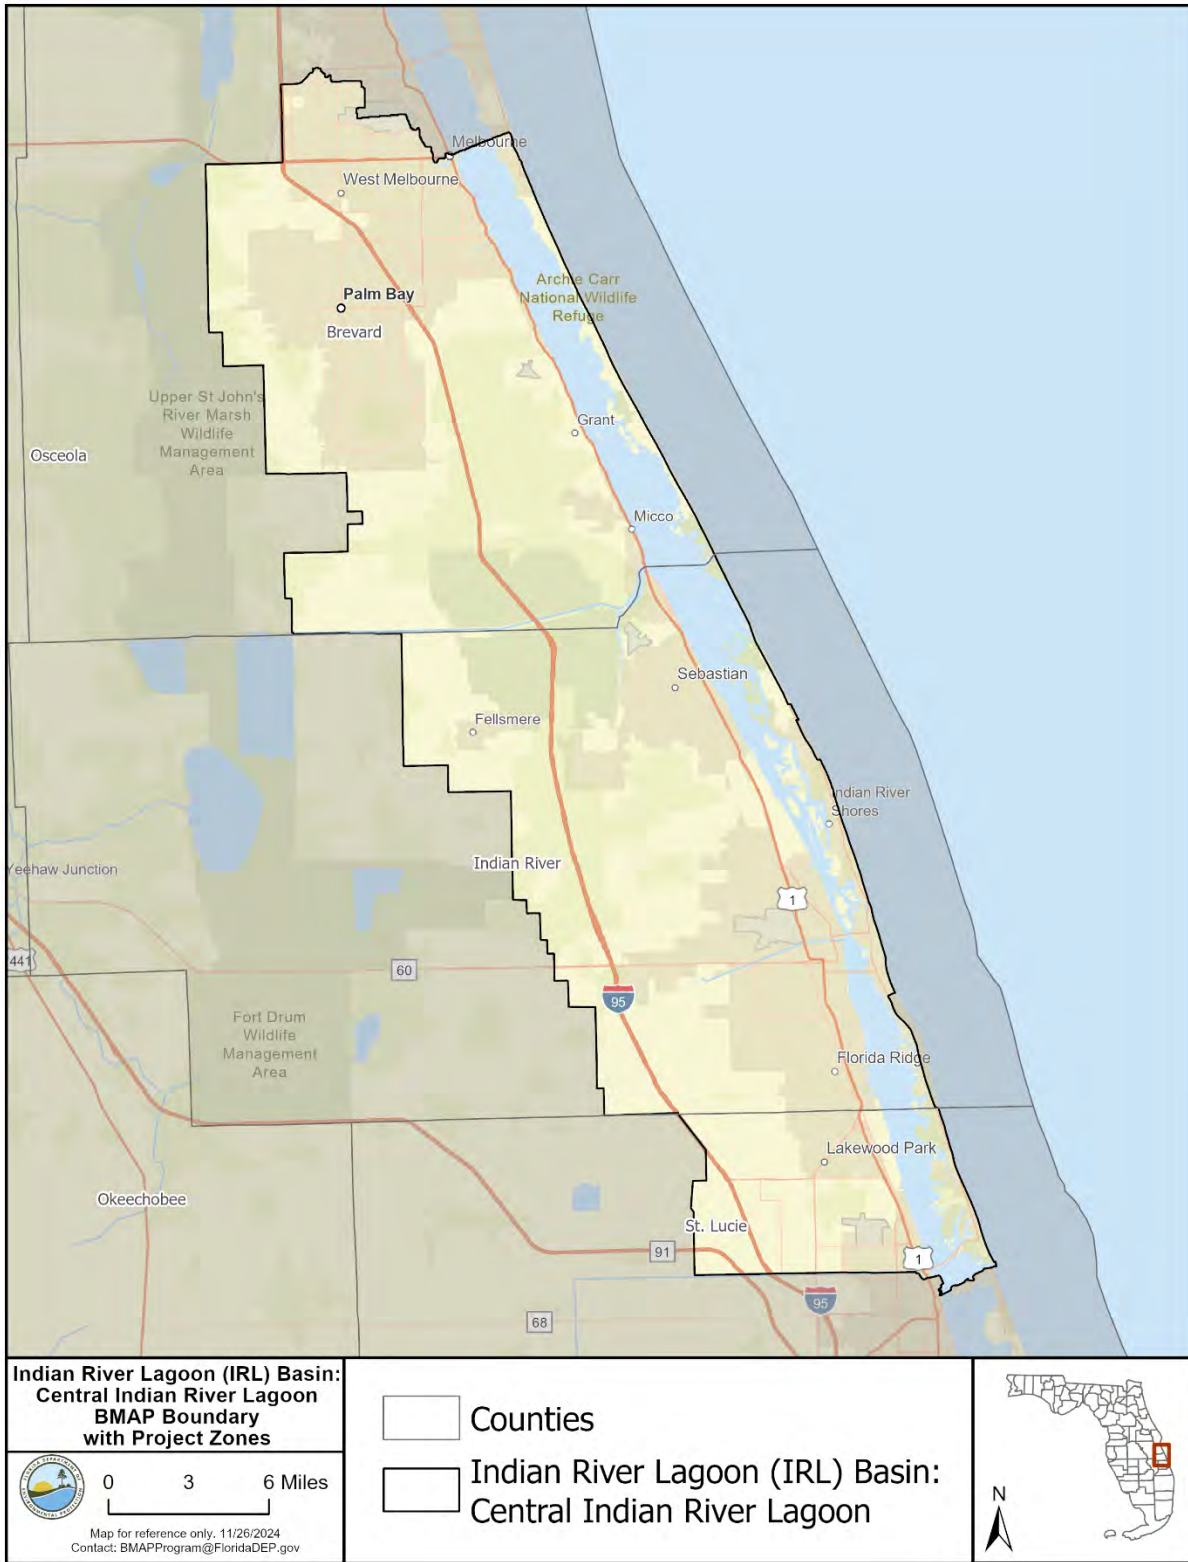 Melbourne
West Melbourne
Archie Carr
National Wildlife
Refuge
Palm Bay
Brevard
Upper St John's
River Marsh
Wildlife
Management
Area
Osceola
Grant
Micco
Sebastian
Fellsmere
Indian River
Shores
Indian River
Yeehaw Junction
1
441
60
95
Fort Drum
Wildlife
Management
Area
Florida Ridge
Lakewood Park
Okeechobee
St. Lucie
91
1
95
68
Indian River Lagoon (IRL) Basin:
Central Indian River Lagoon
BMAP Boundary
with Project Zones
0 3 6 Miles
Map for reference only. 11/26/2024
Contact: BMAPProgram@FloridaDEP.gov
Counties
Indian River Lagoon (IRL) Basin:
Central Indian River Lagoon
N